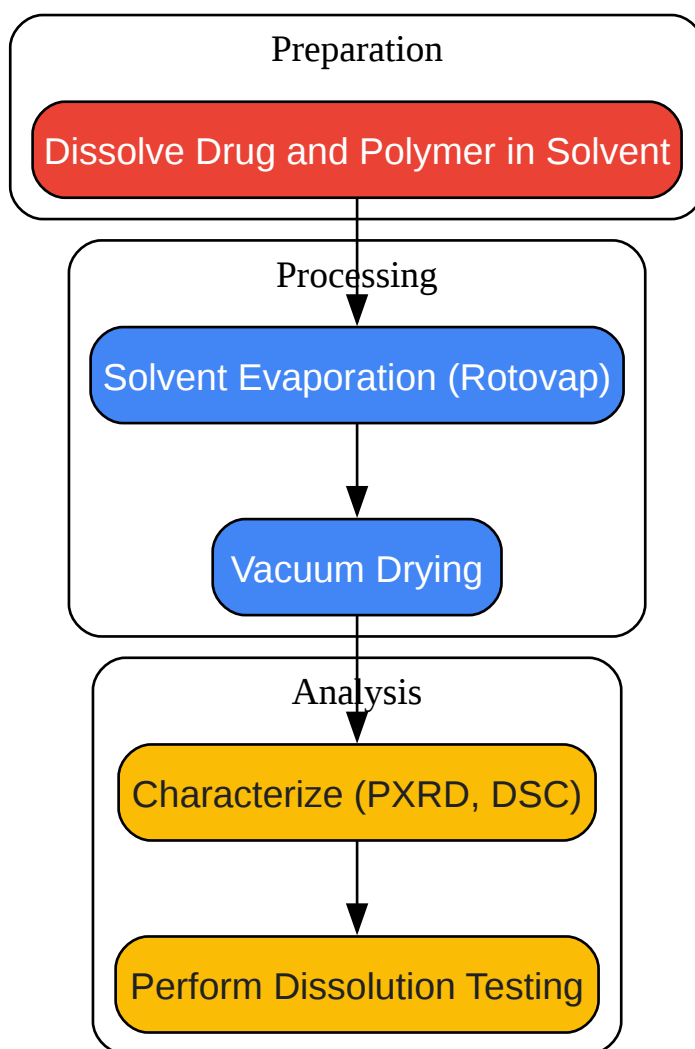 Preparation
Dissolve Drug and Polymer in Solvent
Processing
Solvent Evaporation (Rotovap)
Vacuum Drying
Analysis
Characterize (PXRD, DSC)
Perform Dissolution Testing